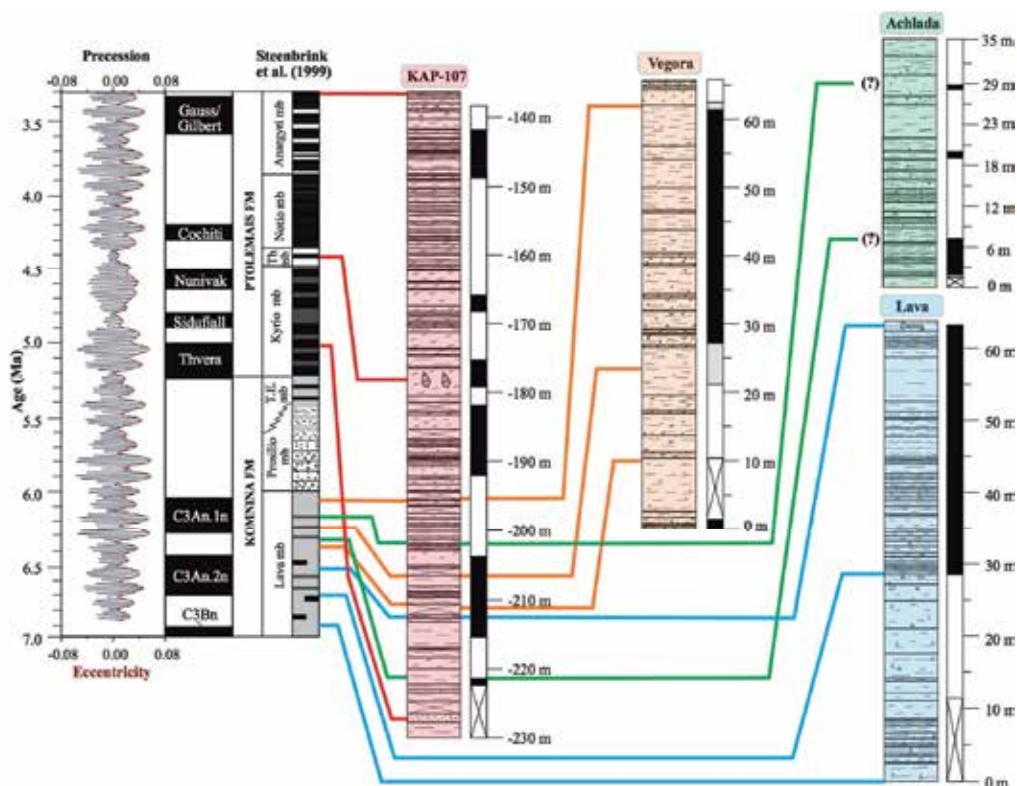 Precession
-0.08 0.00 0.08
Steenbrink
et al. (1999)
KAP-107
Vegora
Achlada
Lava
Age (Ma)
3.5
4.0
4.5
5.0
5.5
6.0
6.5
7.0
-0.08 0.00 0.08
Eccentricity
Gauss/
Gilbert
Cochiti
Nunivak
Sidufjall
Thvera
C3An.1n
C3An.2n
C3Bn
PTOLEMAIS FM
KOMNINA FM
Notio mb
Th
mb
Kyrio mb
T.E.
mb
Prosilio
mb
Lava mb
-140 m
-150 m
-160 m
-170 m
-180 m
-190 m
-200 m
-210 m
-220 m
-230 m
60 m
50 m
40 m
30 m
20 m
10 m
0 m
(?)
(?)
35 m
29 m
23 m
18 m
12 m
6 m
0 m
60 m
50 m
40 m
30 m
20 m
10 m
0 m